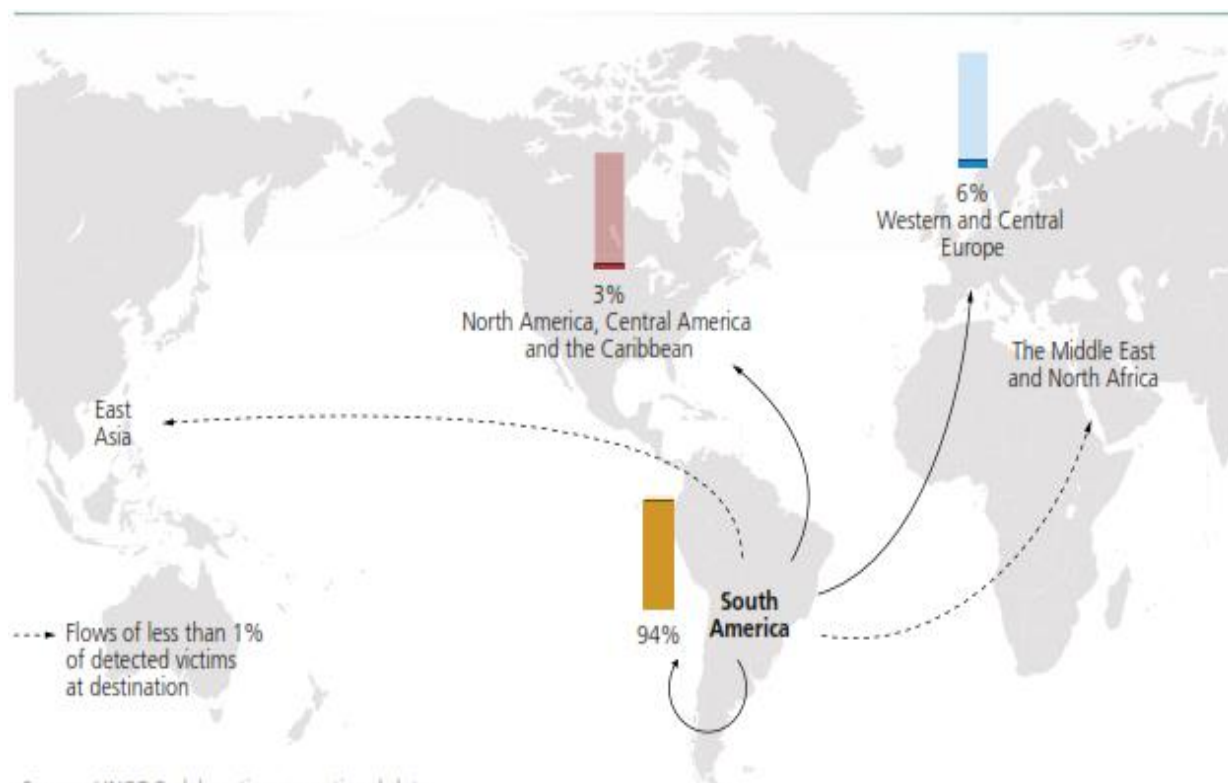 6%
Western and Central
Europe
3%
North America, Central America
and the Caribbean
The Middle East
and North Africa
East
Asia
South
America
94%
Flows of less than 1%
of detected victims
at destination